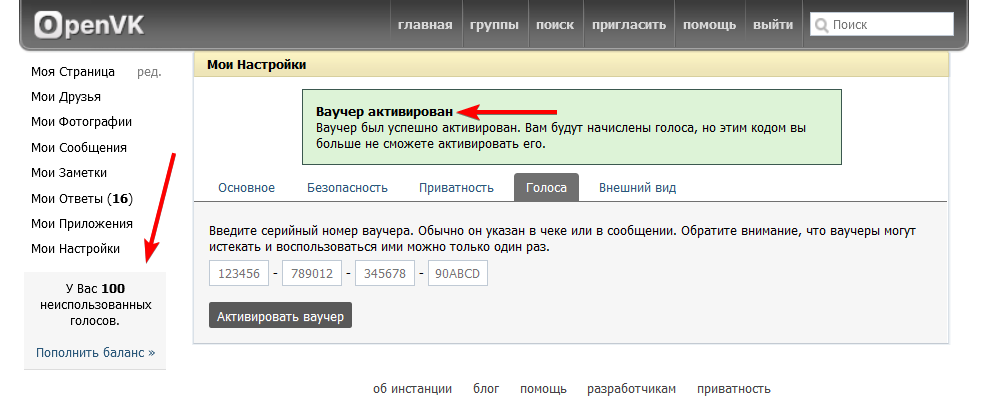 OpenVK
главная группы поиск пригласить помощь выйти Поиск
Моя Страница ред.
Мои Друзья
Мои Фотографии
Мои Сообщения
Мои Заметки
Мои Ответы (16)
Мои Приложения
Мои Настройки
У Вас 100
неиспользованных
голосов.
Пополнить баланс »
Мои Настройки
Ваучер активирован
Ваучер был успешно активирован. Вам будут начислены голоса, но этим кодом вы
больше не сможете активировать его.
Основное Безопасность Приватность Голоса Внешний вид
Введите серийный номер ваучера. Обычно он указан в чеке или в сообщении. Обратите внимание, что ваучеры могут
истекать и воспользоваться ими можно только один раз.
123456 - 789012 - 345678 - 90ABCD
Активировать ваучер
об инстанции блог помощь разработчикам приватность